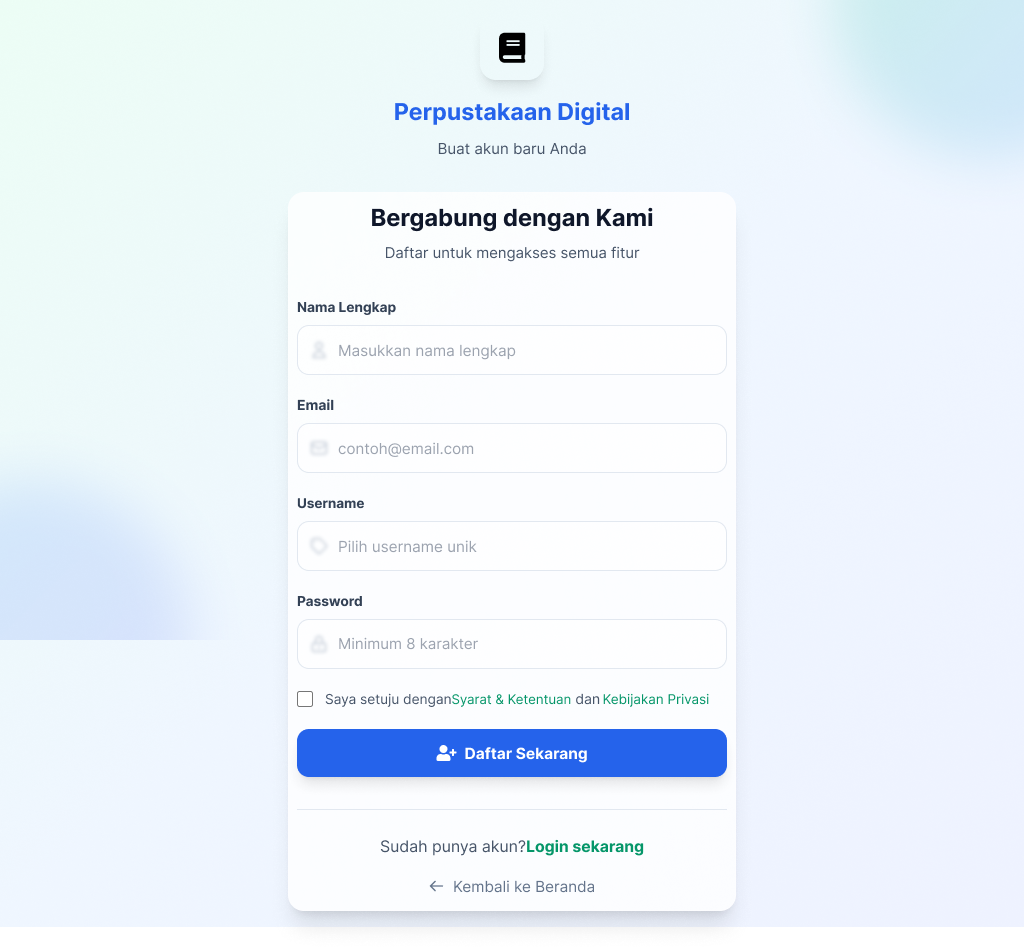 Perpustakaan Digital
Buat akun baru Anda
Bergabung dengan Kami
Daftar untuk mengakses semua fitur
Nama Lengkap
Masukkan nama lengkap
Email
contoh@email.com
Username
Pilih username unik
Password
Minimum 8 karakter
Saya setuju denganSyarat & Ketentuan dan Kebijakan Privasi
Daftar Sekarang
Sudah punya akun?Login sekarang
Kembali ke Beranda